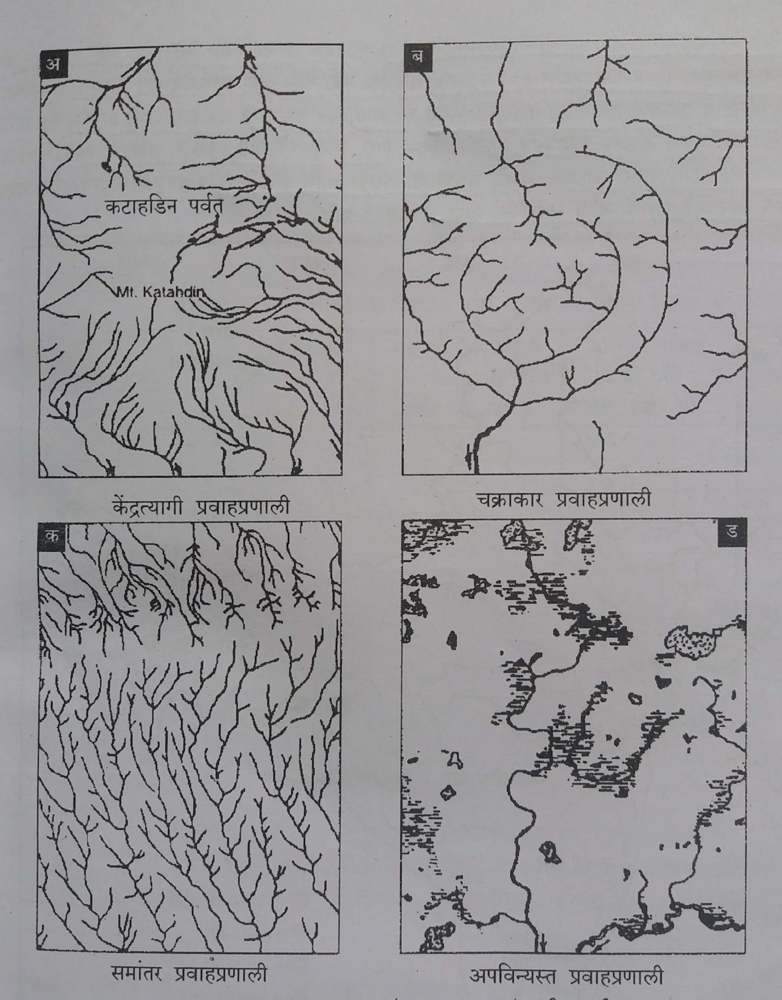 अ
ब
कटाहडिन पर्वत
Mt. Katahdin
केंद्रत्यागी प्रवाहप्रणाली
चक्राकार प्रवाहप्रणाली
क
ड
समांतर प्रवाहंप्रणाली
अपविन्यस्त प्रवाहप्रणाली